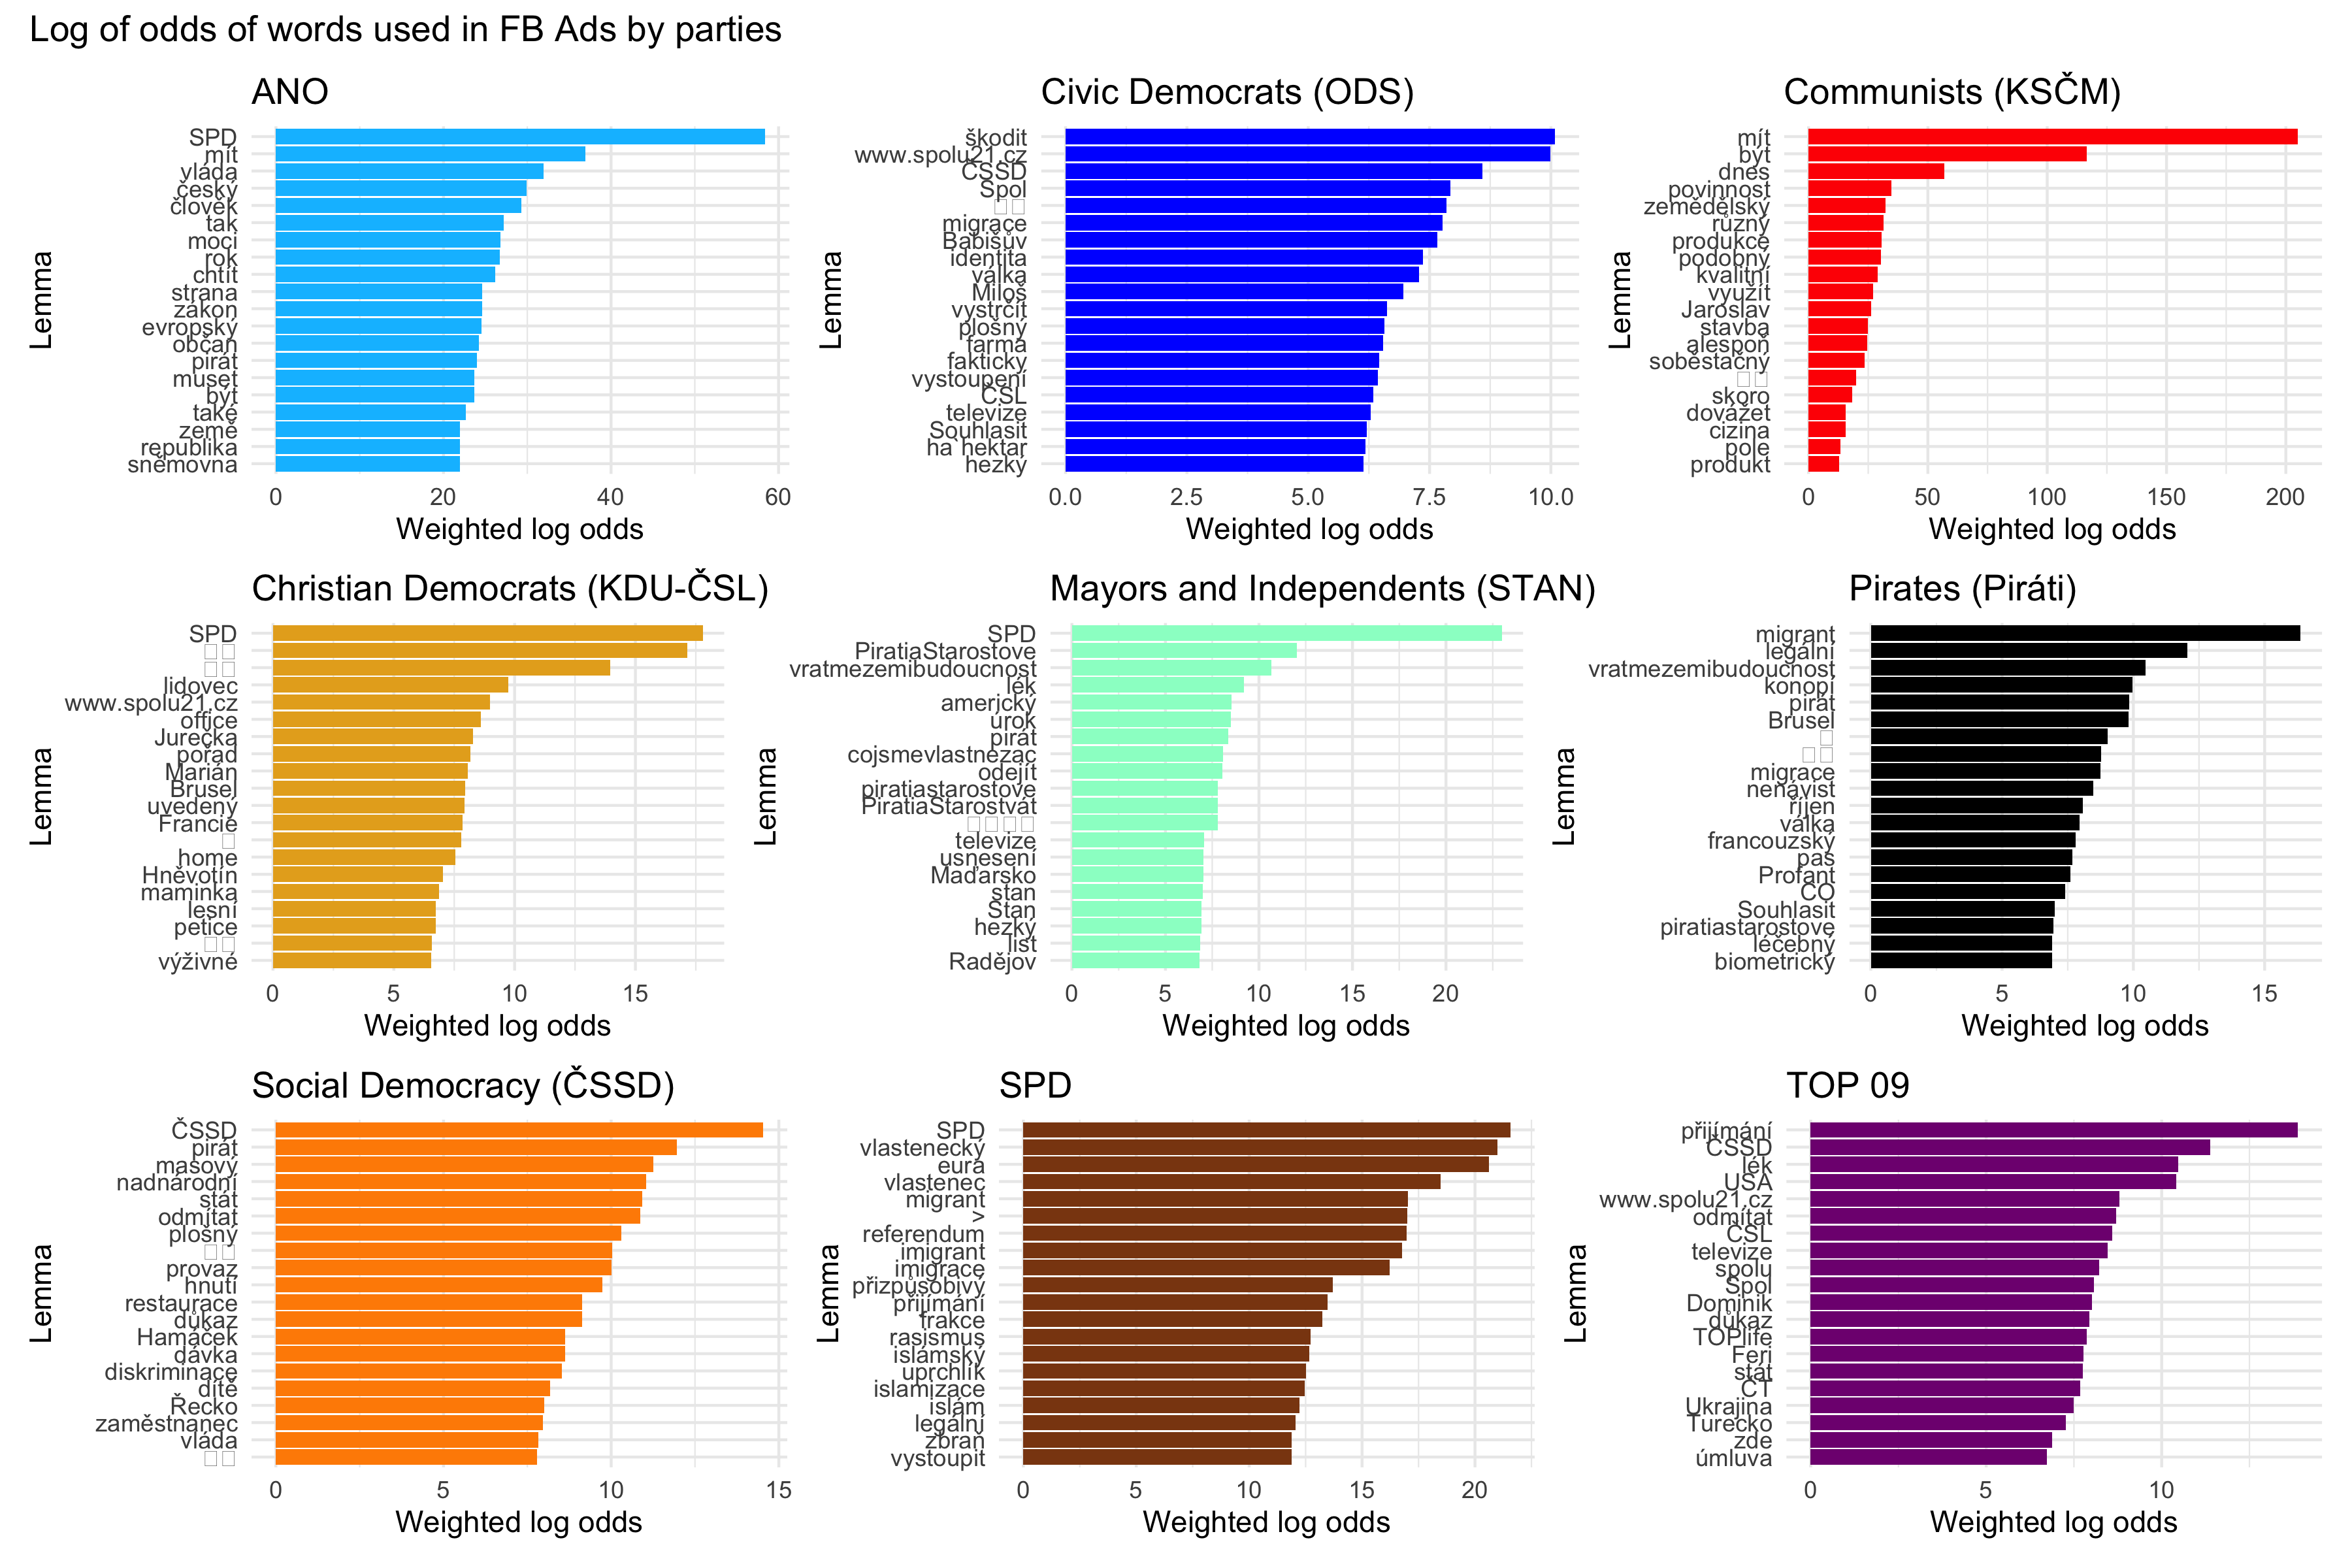 Log of odds of words used in FB Ads by parties
ANO
SPD
mít
vláda
český
člověk
tak
moci
rok
chtít
strana
zákon
evropský
občan
pirát
muset
být
také
země
republika
sněmovna
Lemma
0 20 40 60
Weighted log odds
Civic Democrats (ODS)
škodit
www.spolu21.cz
ČSSD
Spol
migrace
Babišův
identita
válka
Miloš
vystrčit
plošný
farma
fakticky
vystoupení
ČSL
televize
Souhlasit
ha hektar
hezký
Lemma
0.0 2.5 5.0 7.5 10.0
Weighted log odds
Communists (KSČM)
mít
být
dnes
povinnost
zemědělský
různý
produkce
podobný
kvalitní
využít
Jaroslav
stavba
alespoň
soběstačný
skoro
dovážet
cizina
pole
produkt
Lemma
0 50 100 150 200
Weighted log odds
Christian Democrats (KDU-ČSL)
SPD
lidovec
www.spolu21.cz
office
Jurečka
pořád
Marian
Brusel
uvedený
Francie
home
Hněvotín
maminka
lesní
petice
výživné
Lemma
0 5 10 15
Weighted log odds
Mayors and Independents (STAN)
SPD
PiratiaStarostove
vratmezemibudoucnost
lék
americký
úrok
pirát
cojsmevlastnezac
odejít
piratiastarostove
PiratiaStarostvát
televize
usnesení
Maďarsko
stan
Stan
hezký
list
Radějov
Lemma
0 5 10 15 20
Weighted log odds
Pirates (Piráti)
migrant
legální
vratmezemibudoucnost
konopí
pirát
Brusel
migrace
nenávist
říjen
válka
francouzský
pas
Profant
CO
Souhlasit
piratiastarostove
léčebný
biometrický
Lemma
0 5 10 15
Weighted log odds
Social Democracy (ČSSD)
ČSSD
pirát
masový
nadnárodní
stát
odmítat
plošný
provaz
hnutí
restaurace
důkaz
Hamáček
dávka
diskriminace
dítě
Řecko
zaměstnanec
vláda
Lemma
0 5 10 15
Weighted log odds
SPD
SPD
vlastenecký
eura
vlastenec
migrant
>
referendum
imigrant
imigrace
přizpůsobivý
přijímání
frakce
rasismus
islámský
uprchlík
islamizace
islám
legální
zbraň
vystoupit
Lemma
0 5 10 15 20
Weighted log odds
TOP 09
přijímání
ČSSD
lék
USA
www.spolu21.cz
odmítat
ČSL
televize
spolu
Spol
Dominik
důkaz
TOPlife
Feri
stát
ČT
Ukrajina
Turecko
zde
úmluva
Lemma
0 5 10
Weighted log odds